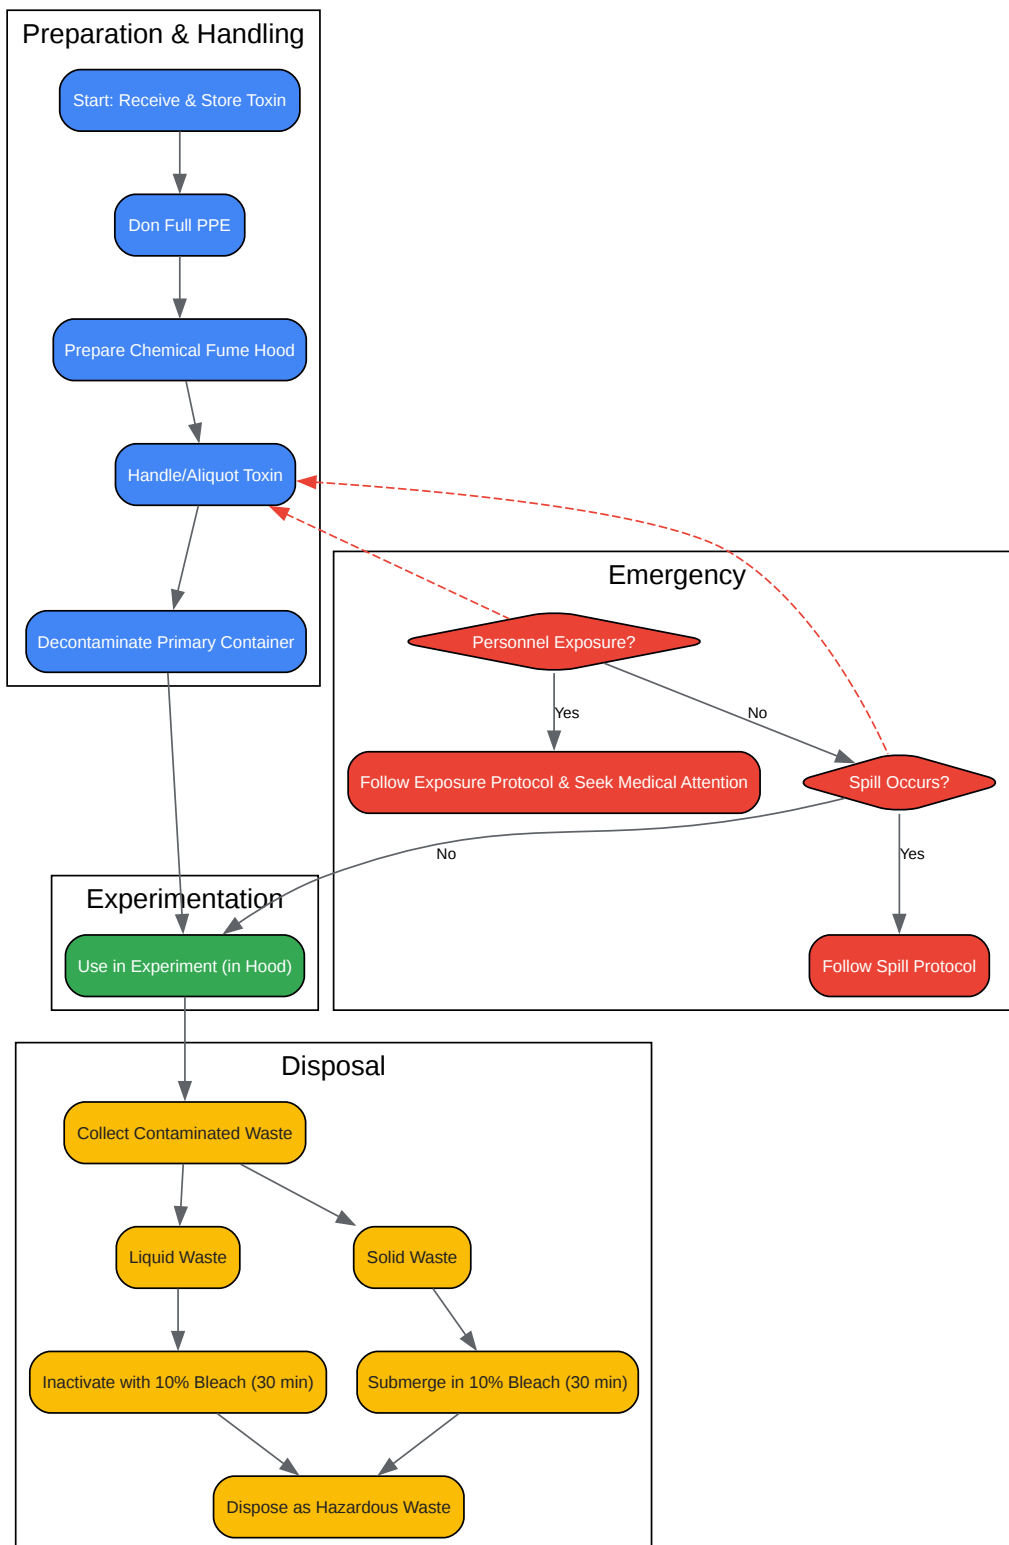 Preparation & Handling
Start: Receive & Store Toxin
Don Full PPE
Prepare Chemical Fume Hood
Handle/Aliquot Toxin
Decontaminate Primary Container
Emergency
Personnel Exposure?
Yes
No
Follow Exposure Protocol & Seek Medical Attention
Spill Occurs?
No
Yes
Follow Spill Protocol
Experimentation
Use in Experiment (in Hood)
Disposal
Collect Contaminated Waste
Liquid Waste
Solid Waste
Inactivate with 10% Bleach (30 min)
Submerge in 10% Bleach (30 min)
Dispose as Hazardous Waste